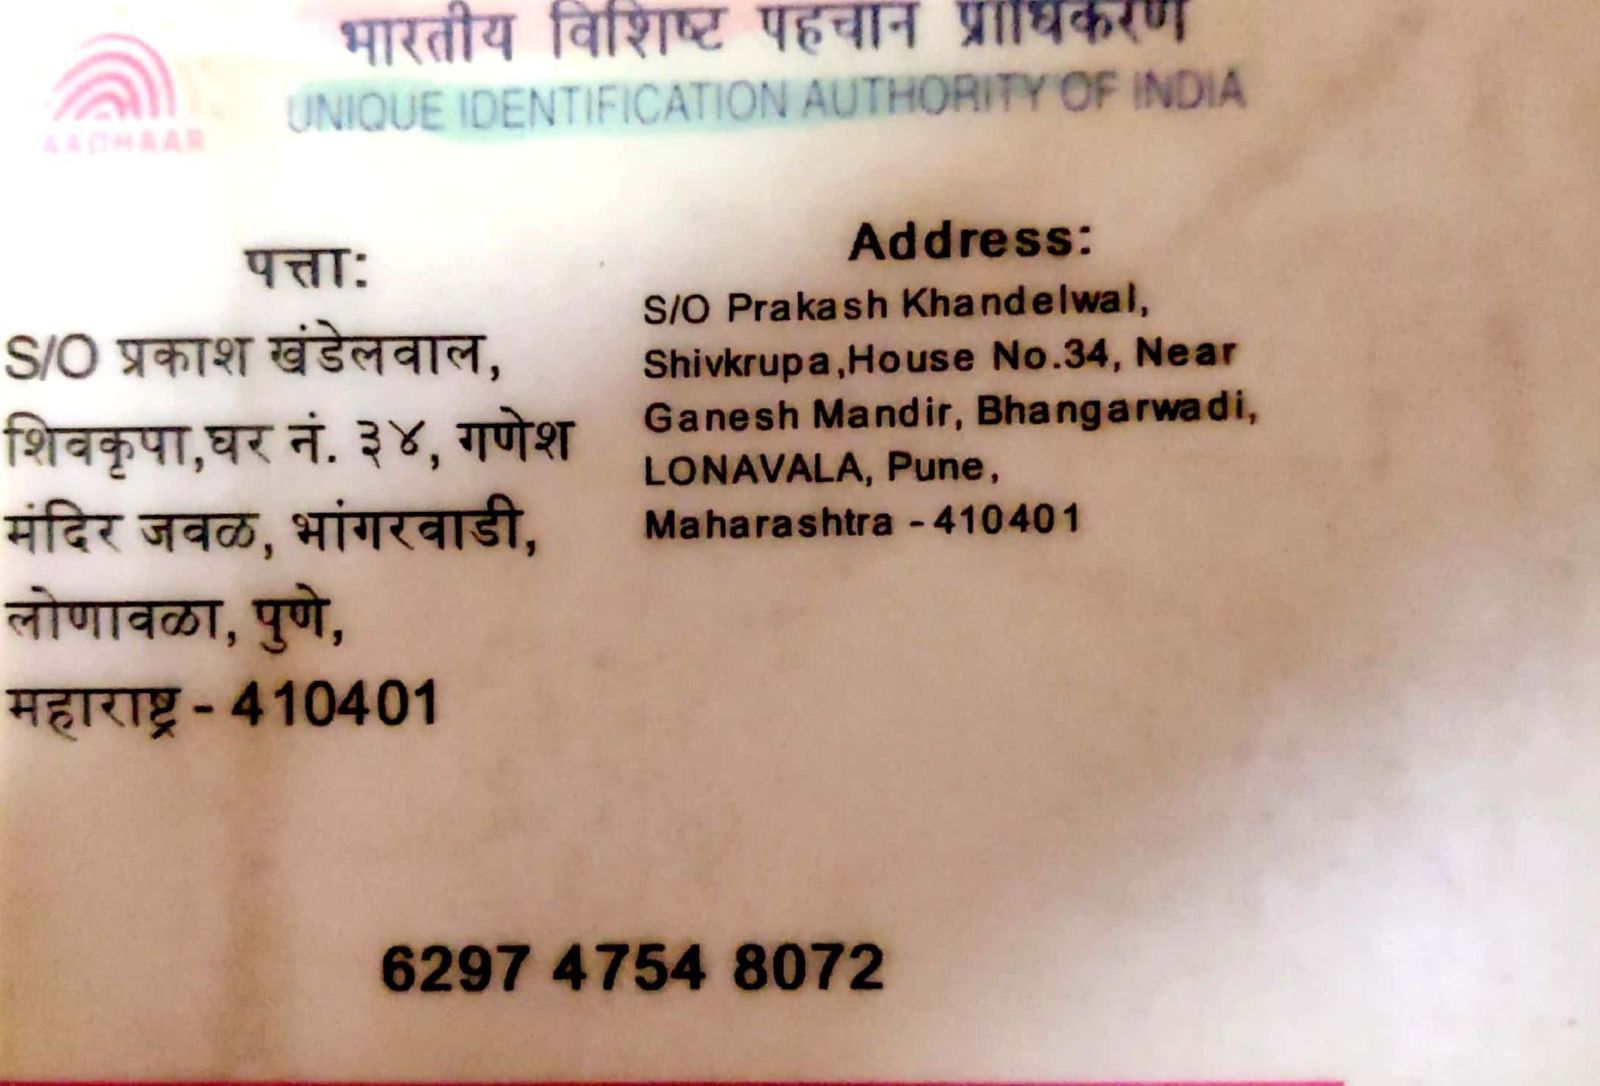 भारतीय विशिष्ट पहचान प्राधिकरण
UNIQUE IDENTIFICATION AUTHORITY OF INDIA
AADHAAR
पत्ता:
S/O प्रकाश खंडेलवाल,
शिवकृपा,घर नं. ३४, गणेश
मंदिर जवळ, भांगरवाडी,
लोणावळा, पुणे,
महाराष्ट्र - 410401
Address:
S/O Prakash Khandelwal,
Shivkrupa,House No.34, Near
Ganesh Mandir, Bhangarwadi,
LONAVALA, Pune,
Maharashtra - 410401
6297 4754 8072